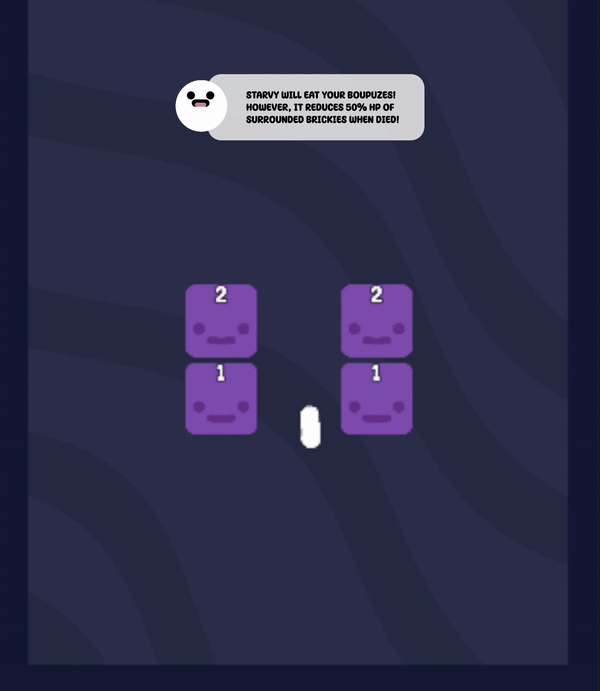 STARVY WILL EAT YOUR BOUPUZES!
HOWEVER, IT REDUCES 50% HP OF
SURROUNDED BRICKIES WHEN DIED!
2 2
1 1